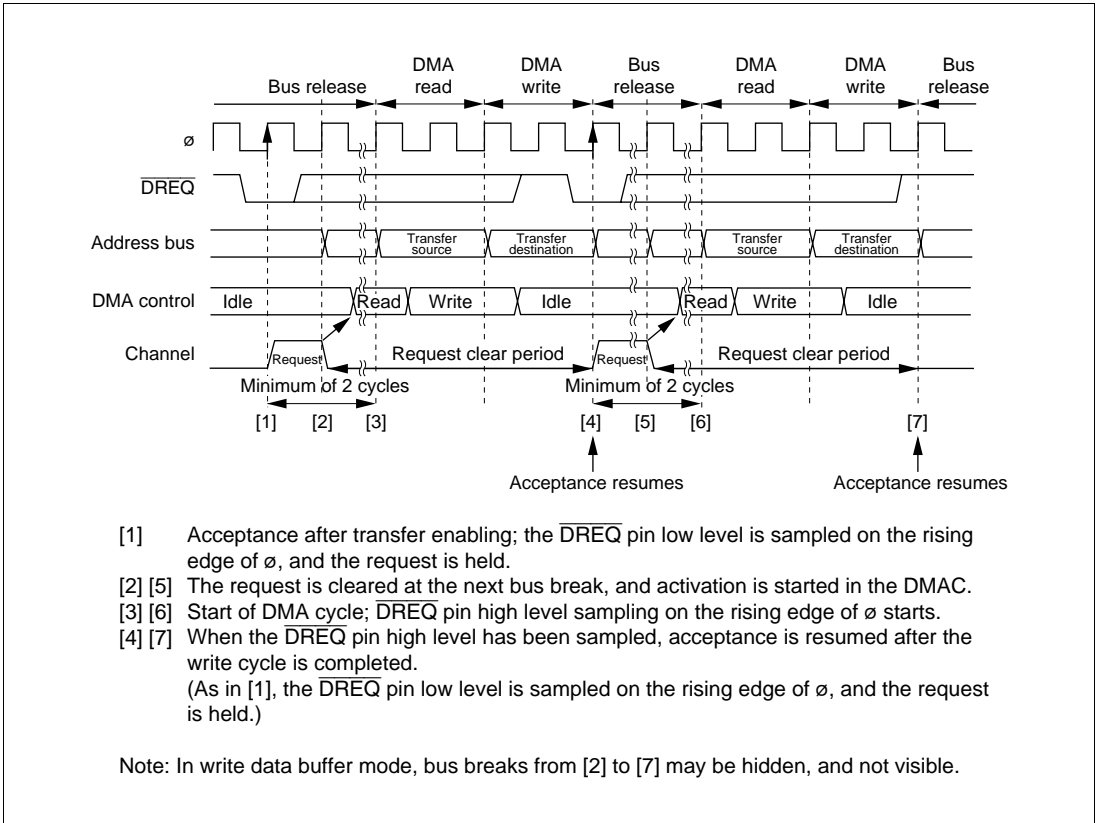 DMA DMA Bus DMA DMA Bus
Bus release read write release read write release
ø
DREQ
Address bus Transfer source Transfer destination Transfer source Transfer destination
DMA control Idle Read Write Idle Read Write Idle
Channel Request Request clear period Request Request clear period
Minimum of 2 cycles Minimum of 2 cycles
[1] [2] [3] [4] [5] [6] [7]
Acceptance resumes Acceptance resumes
[1] Acceptance after transfer enabling; the DREQ pin low level is sampled on the rising
edge of ø, and the request is held.
[2] [5] The request is cleared at the next bus break, and activation is started in the DMAC.
[3] [6] Start of DMA cycle; DREQ pin high level sampling on the rising edge of ø starts.
[4] [7] When the DREQ pin high level has been sampled, acceptance is resumed after the
write cycle is completed.
(As in [1], the DREQ pin low level is sampled on the rising edge of ø, and the request
is held.)
Note: In write data buffer mode, bus breaks from [2] to [7] may be hidden, and not visible.